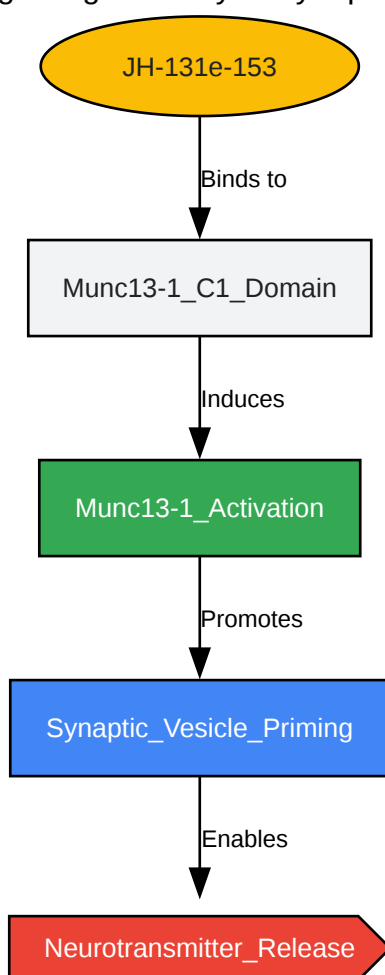 JH-131e-153
Binds to
Munc13-1_C1_Domain
Induces
Munc13-1_Activation
Promotes
Synaptic_Vesicle_Priming
Enables
Neurotransmitter_Release